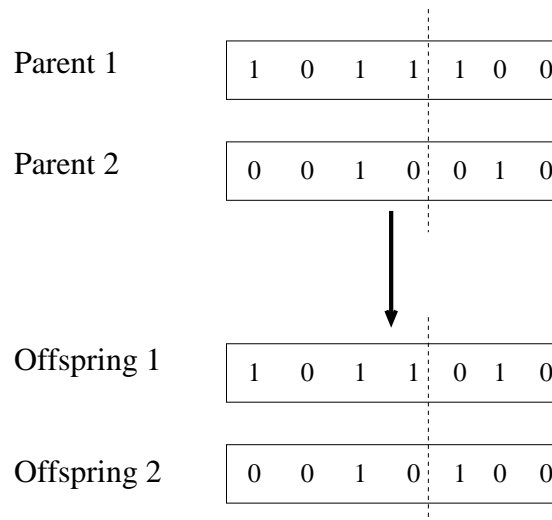 Parent 1 1 0 1 1 1 0 0
Parent 2 0 0 1 0 0 1 0
Offspring 1 1 0 1 1 0 1 0
Offspring 2 0 0 1 0 1 0 0